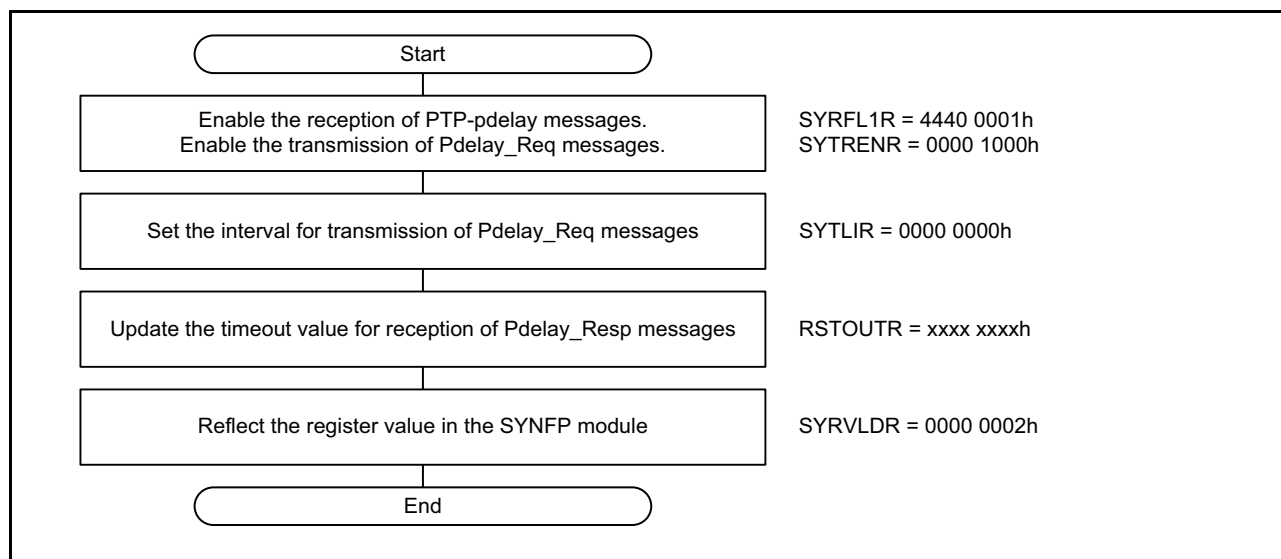 Start
Enable the reception of PTP-pdelay messages.
Enable the transmission of Pdelay_Req messages.
SYRFL1R = 4440 0001h
SYTRENR = 0000 1000h
Set the interval for transmission of Pdelay_Req messages
SYTLIR = 0000 0000h
Update the timeout value for reception of Pdelay_Resp messages
RSTOUTR = xxxx xxxxh
Reflect the register value in the SYNFP module
SYRVLDR = 0000 0002h
End